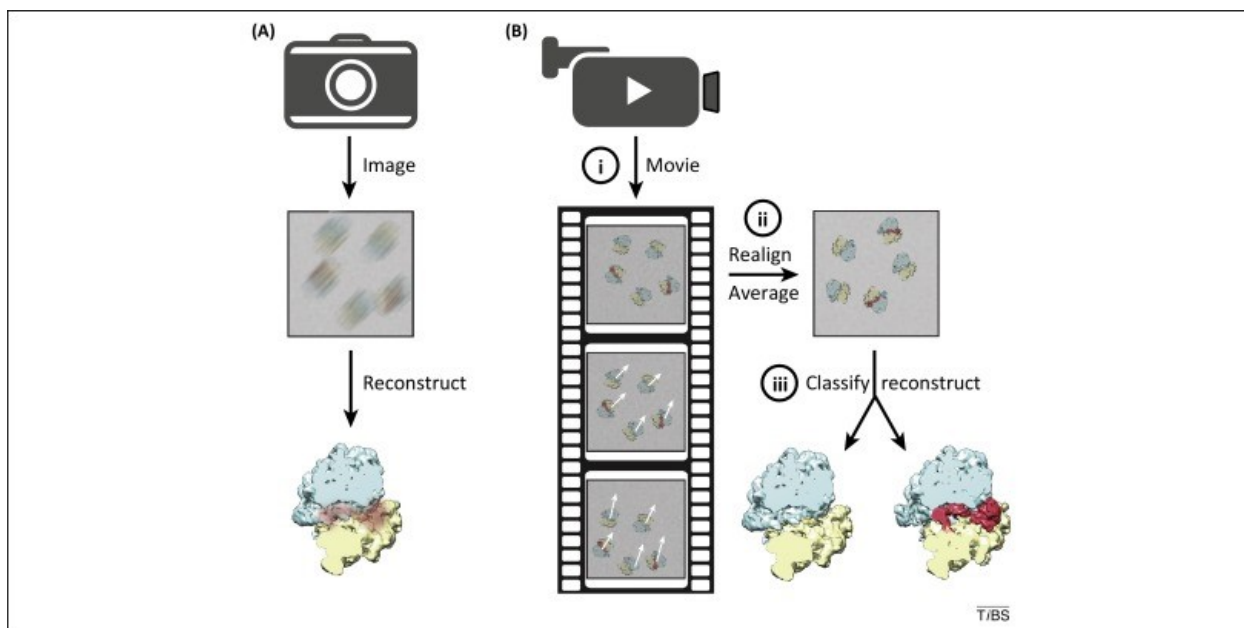 (A)
(B)
Image
i
Movie
ii
Realign
Average
Reconstruct
iii
Classify reconstruct
TiBS